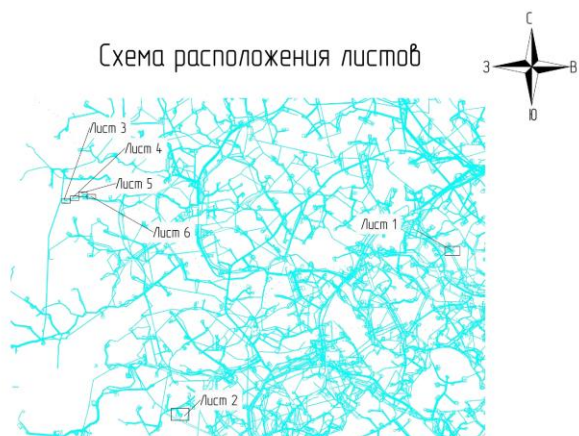 С
Схема расположения листов
З
В
Ю
Лист 3
Лист 4
Лист 5
Лист 6
Лист 1
Лист 2